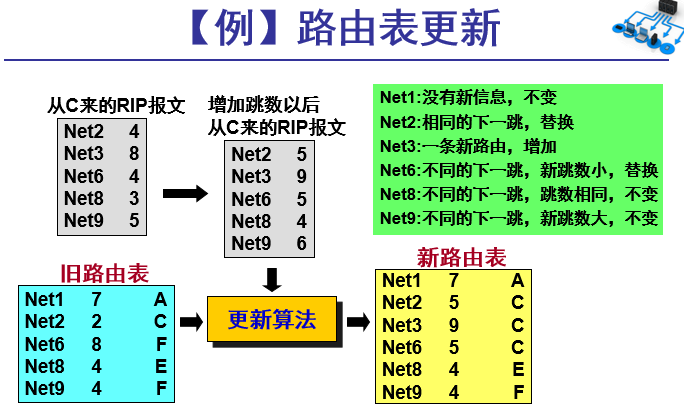 【例】路由表更新
从C来的RIP报文
Net2 4
Net3 8
Net6 4
Net8 3
Net9 5
增加跳数以后
从C来的RIP报文
Net2 5
Net3 9
Net6 5
Net8 4
Net9 6
Net1:没有新信息，不变
Net2:相同的下一跳，替换
Net3:一条新路由，增加
Net6:不同的下一跳，新跳数小，替换
Net8:不同的下一跳，跳数相同，不变
Net9:不同的下一跳，新跳数大，不变
旧路由表
Net1 7 A
Net2 2 C
Net6 8 F
Net8 4 E
Net9 4 F
更新算法
新路由表
Net1 7 A
Net2 5 C
Net3 9 C
Net6 5 C
Net8 4 E
Net9 4 F